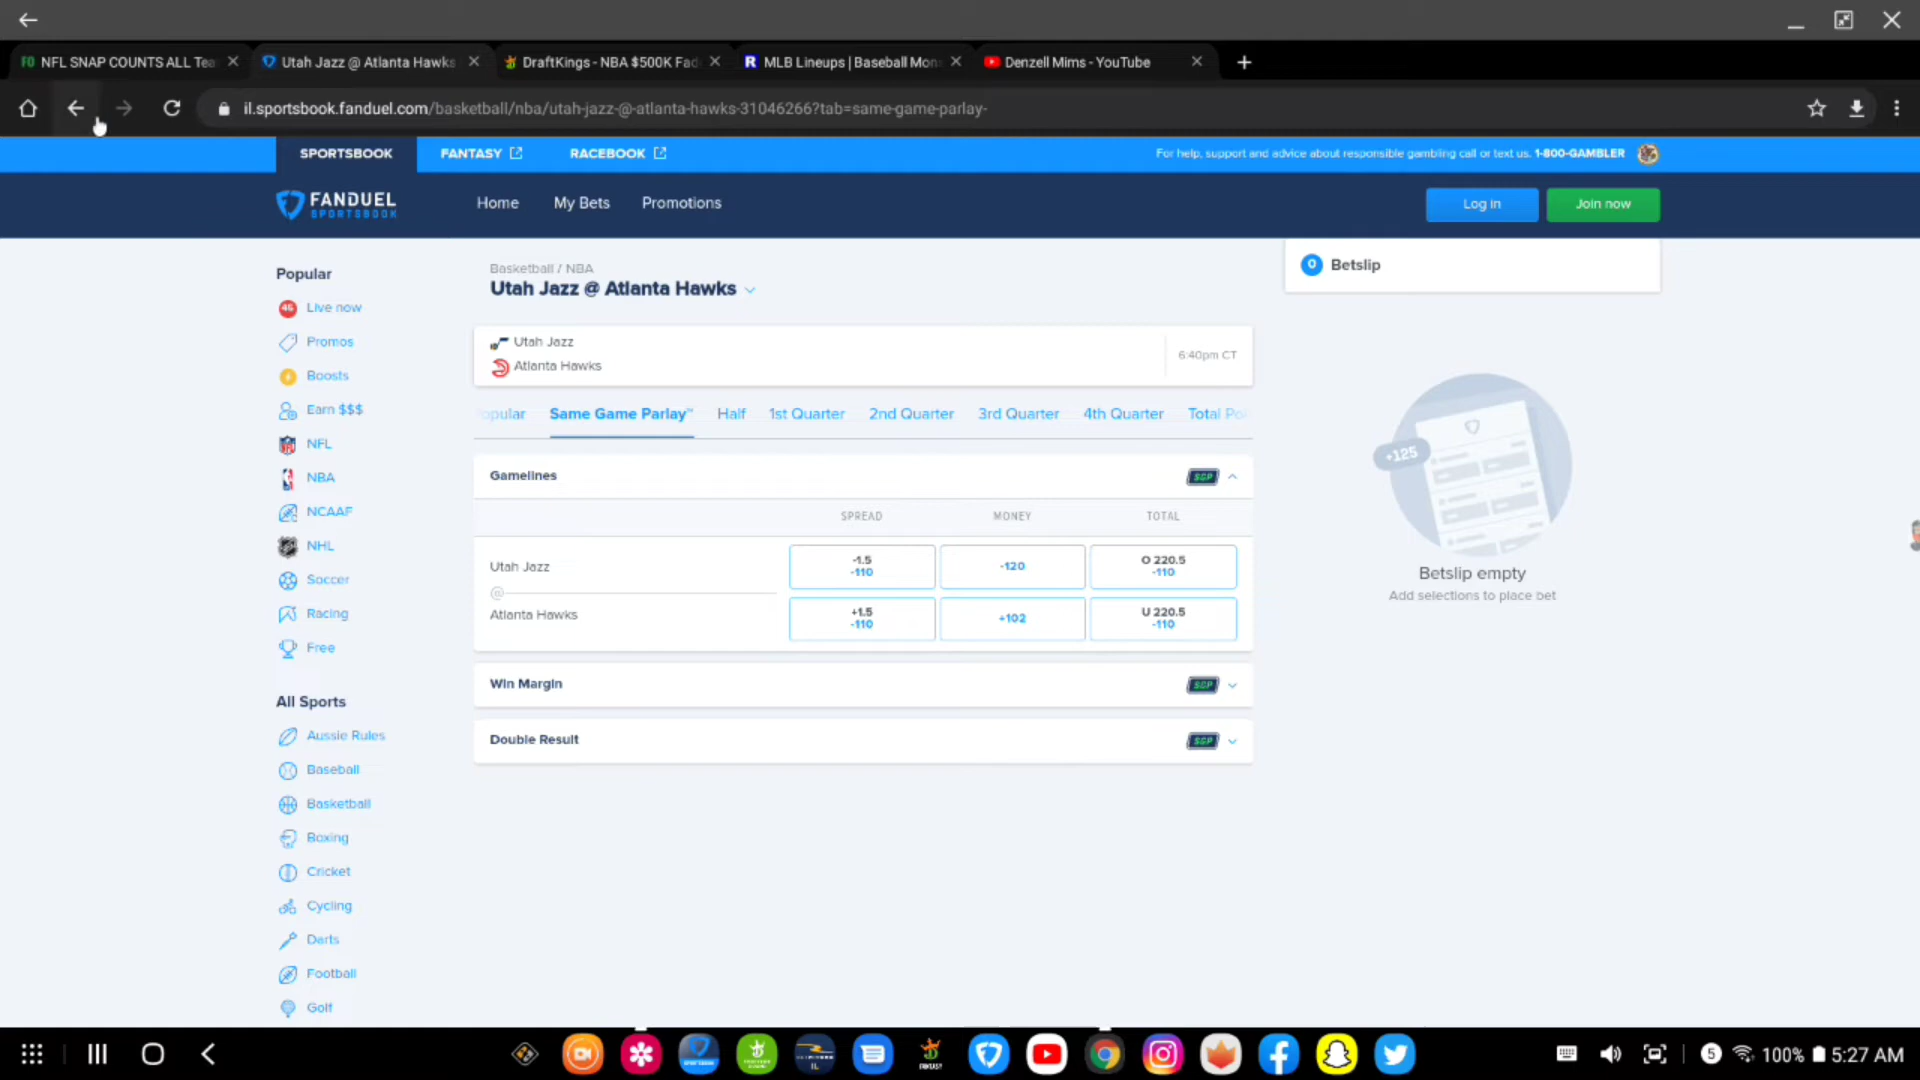 NFL SNAP COUNTS ALL Tea
Utah Jazz @ Atlanta Hawks
DraftKings - NBA $500K Fad
R MLB Lineups | Baseball Mon
Denzell Mims - YouTube
il.sportsbook.fanduel.com/basketball/nba/utah-jazz-@-atlanta-hawks-31046266?tab=same-game-parlay-
SPORTSBOOK
FANTASY
RACEBOOK
For help, support and advice about responsible gambling call or text us. 1-800-GAMBLER
FANDUEL
SPORTSBOOK
Home
My Bets
Promotions
Log in
Join now
Popular
46 Live now
Promos
Boosts
Earn $$$
NFL
NBA
NCAAF
NHL
Soccer
Racing
Free
All Sports
Aussie Rules
Baseball
Basketball
Boxing
Cricket
Cycling
Darts
Football
Golf
Basketball / NBA
Utah Jazz @ Atlanta Hawks
Utah Jazz
Atlanta Hawks
6:40pm CT
opular
Same Game Parlay™
Half
1st Quarter
2nd Quarter
3rd Quarter
4th Quarter
Total Po
Gamelines
SGP
SPREAD
MONEY
TOTAL
Utah Jazz
-1.5
-110
-120
O 220.5
-110
@
Atlanta Hawks
+1.5
-110
+102
U 220.5
-110
Win Margin
SGP
Double Result
SGP
0 Betslip
+125
Betslip empty
Add selections to place bet
5
100%
5:27 AM